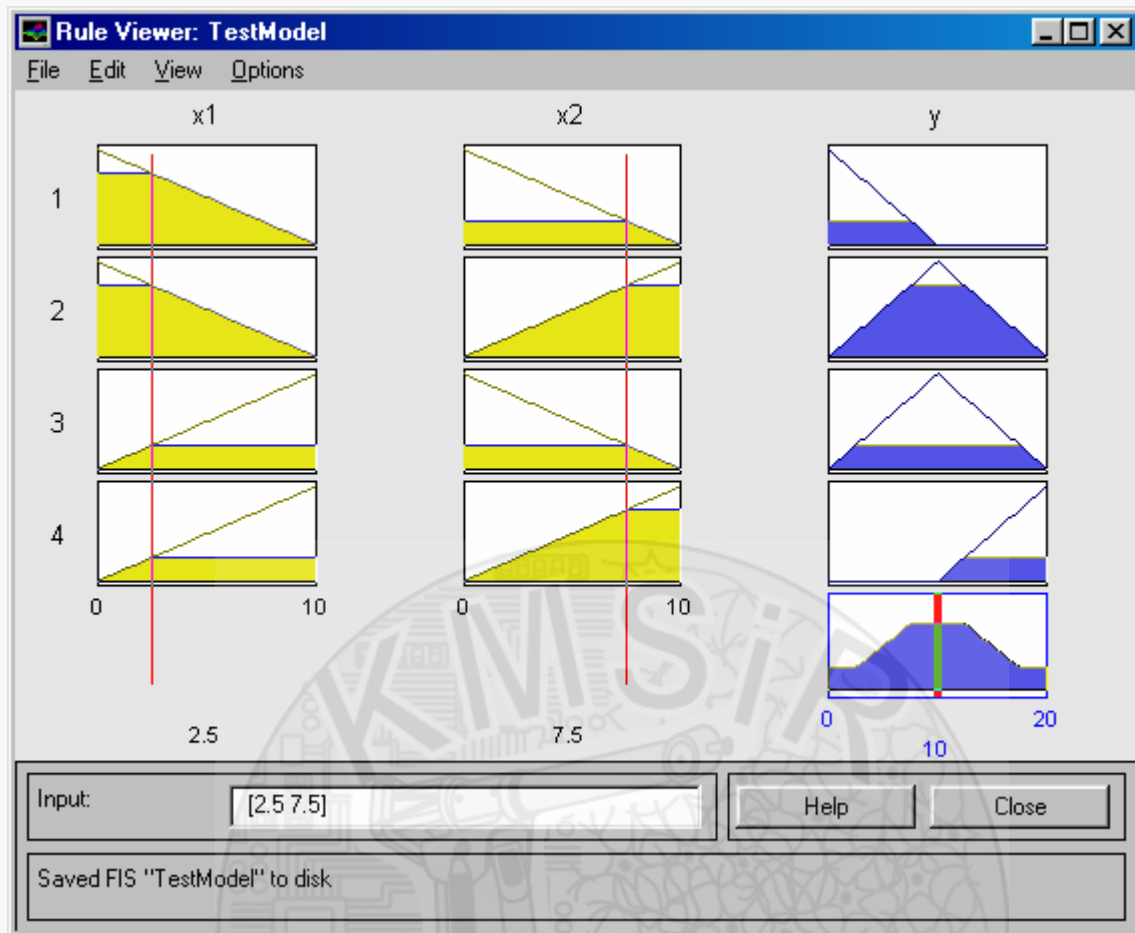 Rule Viewer: TestModel
File Edit View Options
x1 x2 y
1
2
3
4
0 10 0 10
0 20
2.5 7.5 10
Input: [2.5 7.5] Help Close
Saved FIS "TestModel" to disk
KMSiR